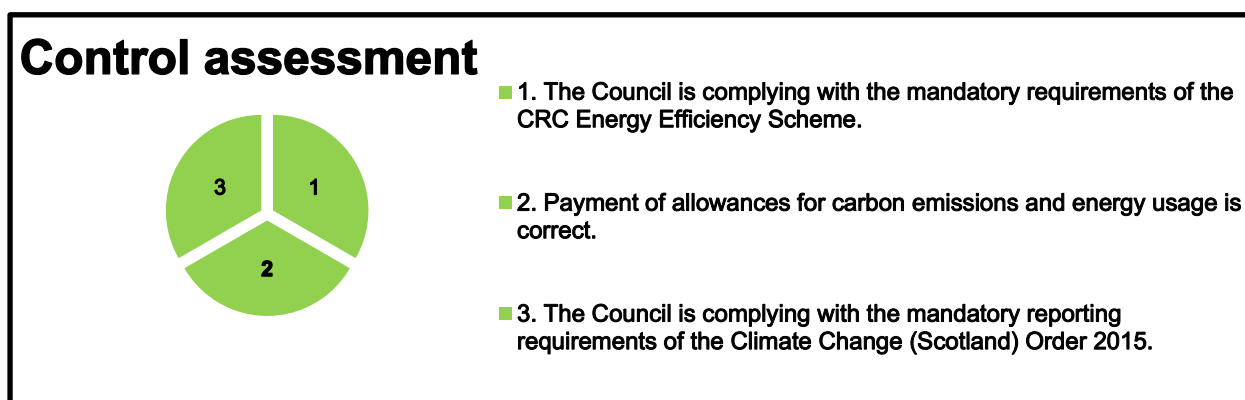 Control assessment
1. The Council is complying with the mandatory requirements of the
CRC Energy Efficiency Scheme.
3
1
2. Payment of allowances for carbon emissions and energy usage is
correct.
2
3. The Council is complying with the mandatory reporting
requirements of the Climate Change (Scotland) Order 2015.